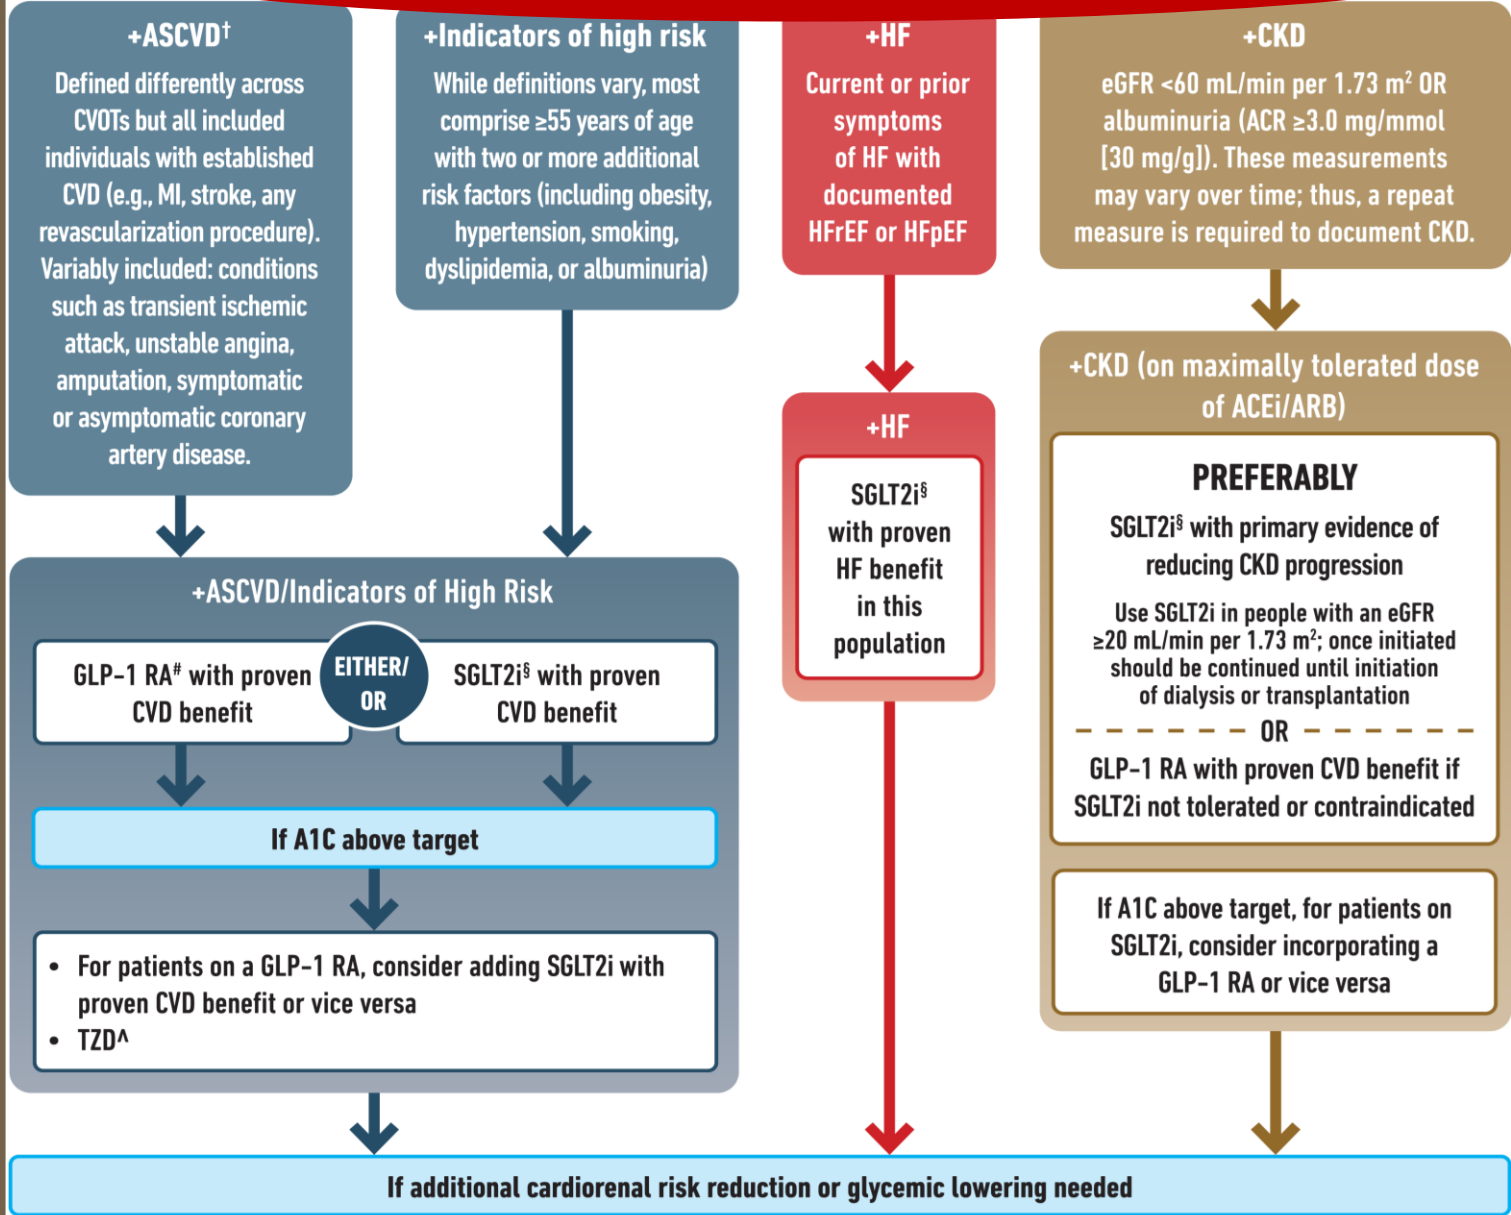 +ASCVD†
Defined differently across
CVOTs but all included
individuals with established
CVD (e.g., MI, stroke, any
revascularization procedure).
Variably included: conditions
such as transient ischemic
attack, unstable angina,
amputation, symptomatic
or asymptomatic coronary
artery disease.
+Indicators of high risk
While definitions vary, most
comprise ≥55 years of age
with two or more additional
risk factors (including obesity,
hypertension, smoking,
dyslipidemia, or albuminuria)
+HF
Current or prior
symptoms
of HF with
documented
HFrEF or HFpEF
+CKD
eGFR <60 mL/min per 1.73 m² OR
albuminuria (ACR ≥3.0 mg/mmol
[30 mg/g]). These measurements
may vary over time; thus, a repeat
measure is required to document CKD.
+ASCVD/Indicators of High Risk
GLP-1 RA# with proven
CVD benefit
EITHER/
OR
SGLT2i§ with proven
CVD benefit
If A1C above target
• For patients on a GLP-1 RA, consider adding SGLT2i with
proven CVD benefit or vice versa
• TZD^
+HF
SGLT2i§
with proven
HF benefit
in this
population
+CKD (on maximally tolerated dose
of ACEi/ARB)
PREFERABLY
SGLT2i§ with primary evidence of
reducing CKD progression
Use SGLT2i in people with an eGFR
≥20 mL/min per 1.73 m²; once initiated
should be continued until initiation
of dialysis or transplantation
OR
GLP-1 RA with proven CVD benefit if
SGLT2i not tolerated or contraindicated
If A1C above target, for patients on
SGLT2i, consider incorporating a
GLP-1 RA or vice versa
If additional cardiorenal risk reduction or glycemic lowering needed